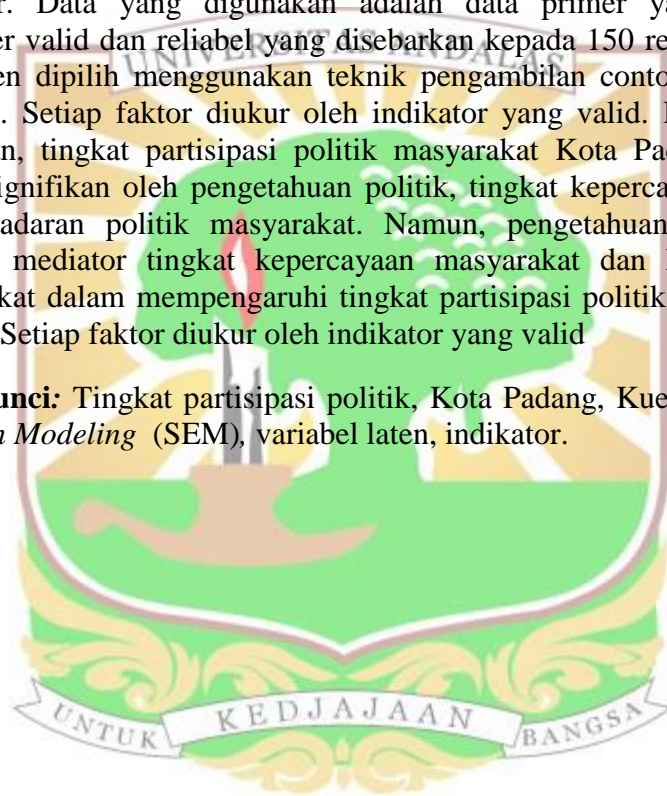 r. Data yang digunakan adalah data primer ya
er valid dan reliabel yang disebarkan kepada 150 re
en dipilih menggunakan teknik pengambilan conto
. Setiap faktor diukur oleh indikator yang valid.
n, tingkat partisipasi politik masyarakat Kota Pad
ignifikan oleh pengetahuan politik, tingkat keperca
adaran politik masyarakat. Namun, pengetahuan
mediator tingkat kepercayaan masyarakat dan
kat dalam mempengaruhi tingkat partisipasi politik
Setiap faktor diukur oleh indikator yang valid
unci: Tingkat partisipasi politik, Kota Padang, Kue
n Modeling (SEM), variabel laten, indikator.
UNIVERSITAS ANDALAS
UNTUK KEDJAJAAN BANGSA